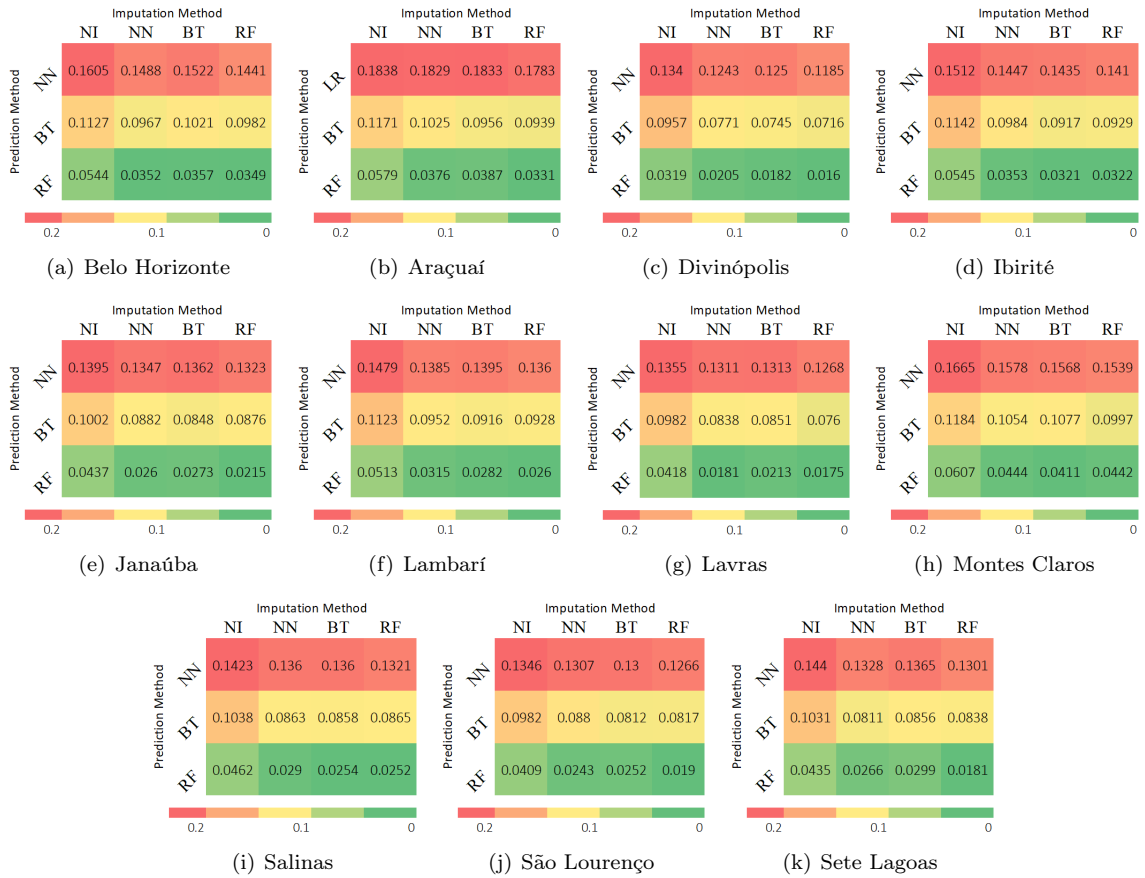 Imputation Method
NI NN BT RF
Prediction Method
NN 0.1605 0.1488 0.1522 0.1441
BT 0.1127 0.0967 0.1021 0.0982
RF 0.0544 0.0352 0.0357 0.0349
0.2 0.1 0
(a) Belo Horizonte
Imputation Method
NI NN BT RF
Prediction Method
LR 0.1838 0.1829 0.1833 0.1783
BT 0.1171 0.1025 0.0956 0.0939
RF 0.0579 0.0376 0.0387 0.0331
0.2 0.1 0
(b) Araçuaí
Imputation Method
NI NN BT RF
Prediction Method
NN 0.134 0.1243 0.125 0.1185
BT 0.0957 0.0771 0.0745 0.0716
RF 0.0319 0.0205 0.0182 0.016
0.2 0.1 0
(c) Divinópolis
Imputation Method
NI NN BT RF
Prediction Method
NN 0.1512 0.1447 0.1435 0.141
BT 0.1142 0.0984 0.0917 0.0929
RF 0.0545 0.0353 0.0321 0.0322
0.2 0.1 0
(d) Ibirité
Imputation Method
NI NN BT RF
Prediction Method
NN 0.1395 0.1347 0.1362 0.1323
BT 0.1002 0.0882 0.0848 0.0876
RF 0.0437 0.026 0.0273 0.0215
0.2 0.1 0
(e) Janaúba
Imputation Method
NI NN BT RF
Prediction Method
NN 0.1479 0.1385 0.1395 0.136
BT 0.1123 0.0952 0.0916 0.0928
RF 0.0513 0.0315 0.0282 0.026
0.2 0.1 0
(f) Lambarí
Imputation Method
NI NN BT RF
Prediction Method
NN 0.1355 0.1311 0.1313 0.1268
BT 0.0982 0.0838 0.0851 0.076
RF 0.0418 0.0181 0.0213 0.0175
0.2 0.1 0
(g) Lavras
Imputation Method
NI NN BT RF
Prediction Method
NN 0.1665 0.1578 0.1568 0.1539
BT 0.1184 0.1054 0.1077 0.0997
RF 0.0607 0.0444 0.0411 0.0442
0.2 0.1 0
(h) Montes Claros
Imputation Method
NI NN BT RF
Prediction Method
NN 0.1423 0.136 0.136 0.1321
BT 0.1038 0.0863 0.0858 0.0865
RF 0.0462 0.029 0.0254 0.0252
0.2 0.1 0
(i) Salinas
Imputation Method
NI NN BT RF
Prediction Method
NN 0.1346 0.1307 0.13 0.1266
BT 0.0982 0.088 0.0812 0.0817
RF 0.0409 0.0243 0.0252 0.019
0.2 0.1 0
(j) São Lourenço
Imputation Method
NI NN BT RF
Prediction Method
NN 0.144 0.1328 0.1365 0.1301
BT 0.1031 0.0811 0.0856 0.0838
RF 0.0435 0.0266 0.0299 0.0181
0.2 0.1 0
(k) Sete Lagoas